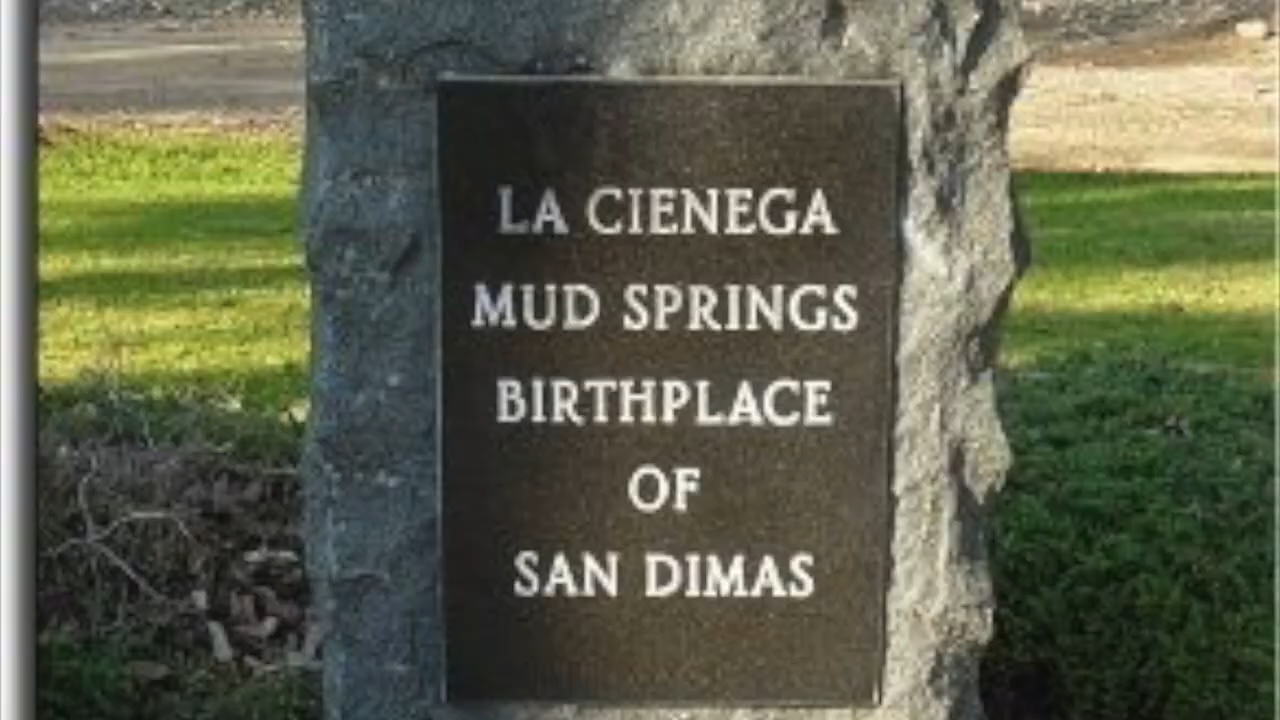 LA CIENEGA
MUD SPRINGS
BIRTHPLACE
OF
SAN DIMAS